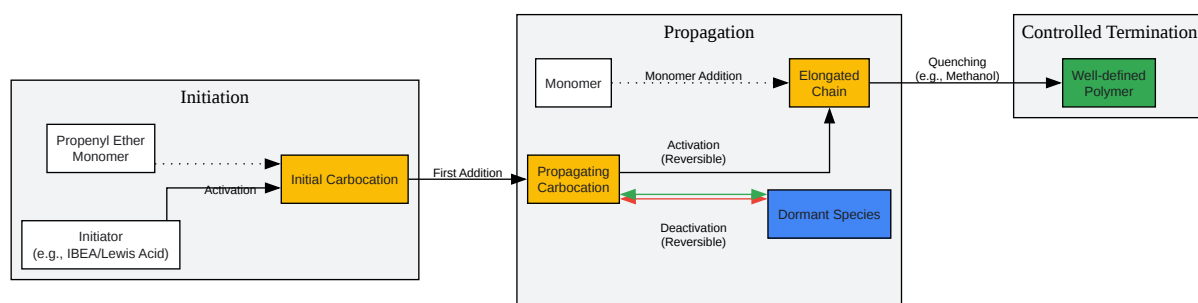 Initiation
Propenyl Ether
Monomer
Activation
Initiator
(e.g., IBEA/Lewis Acid)
Initial Carbocation
First Addition
Propagation
Monomer
Monomer Addition
Elongated
Chain
Propagating
Carbocation
Activation
(Reversible)
Dormant Species
Deactivation
(Reversible)
Quenching
(e.g., Methanol)
Controlled Termination
Well-defined
Polymer